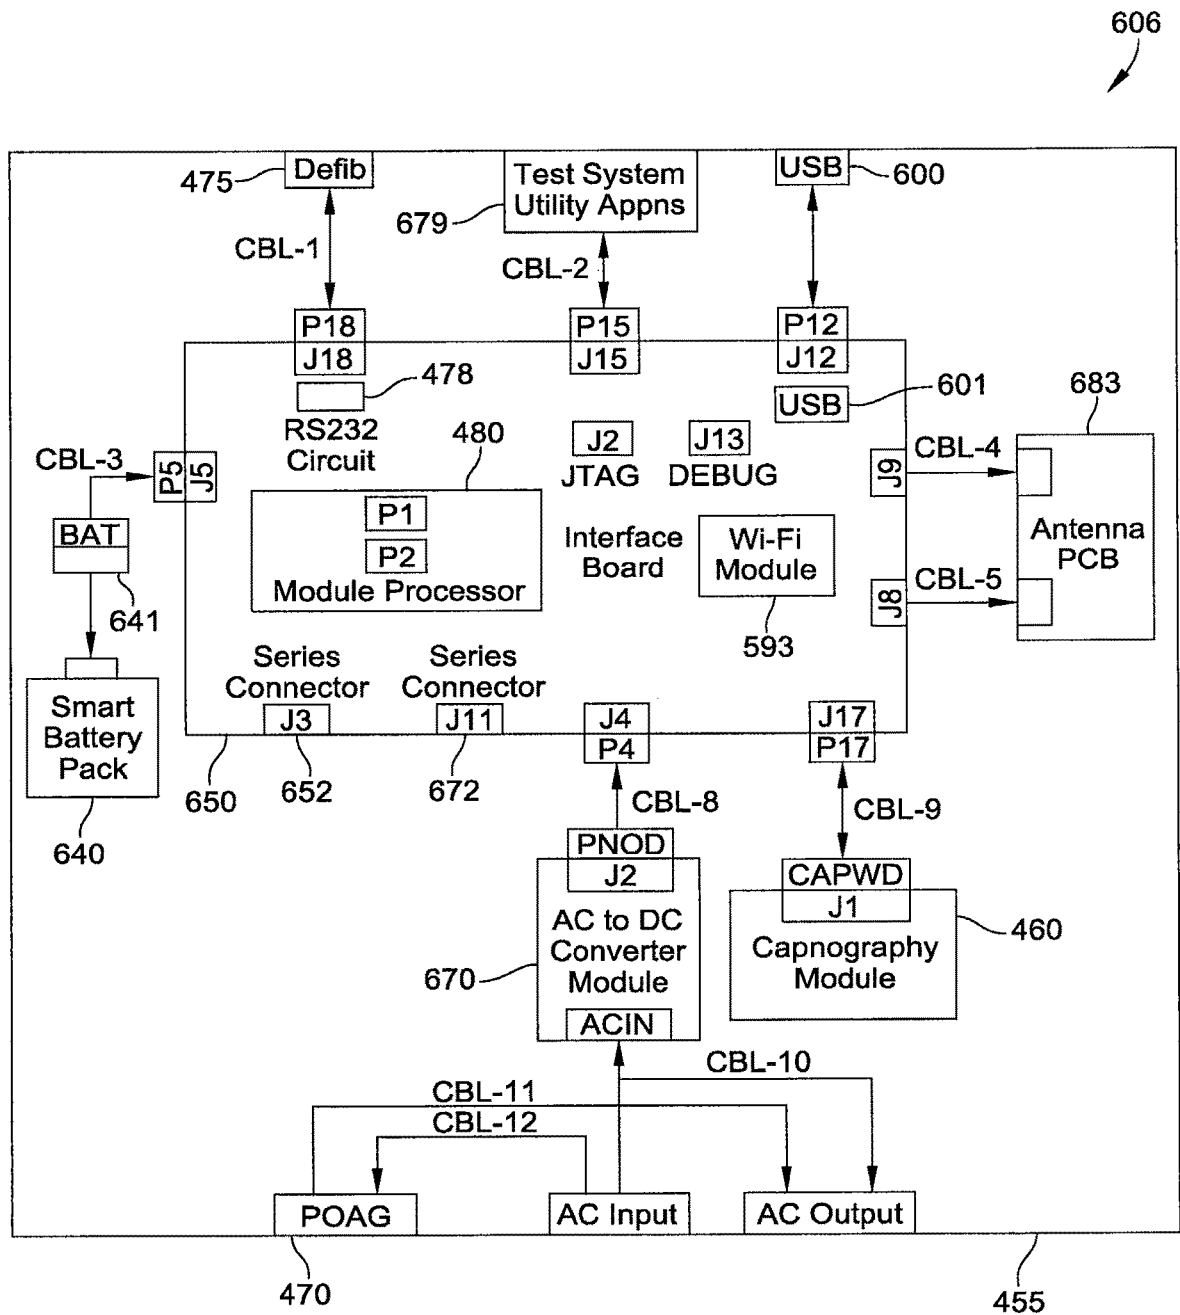 606
Defib
475
Test System
Utility Appns
679
USB
600
CBL-1
CBL-2
P18
J18
P15
J15
P12
J12
478
RS232
Circuit
USB
601
683
480
J2
JTAG
J13
DEBUG
CBL-3
P5
J5
J9
CBL-4
BAT
641
P1
P2
Module Processor
Interface
Board
Wi-Fi
Module
593
Antenna
PCB
J8
CBL-5
Smart
Battery
Pack
640
Series
Connector
J3
652
Series
Connector
J11
672
650
J4
P4
J17
P17
CBL-8
CBL-9
PNOD
J2
AC to DC
Converter
Module
ACIN
670
CAPWD
J1
Capnography
Module
460
CBL-10
CBL-11
CBL-12
POAG
AC Input
AC Output
470
455